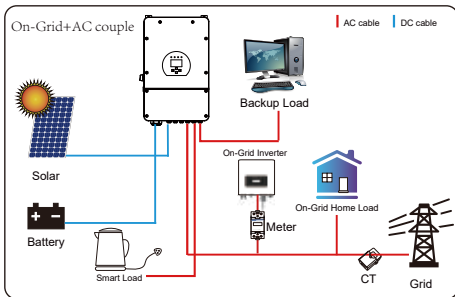 On-Grid+AC couple
AC cable
DC cable
Backup Load
Solar
On-Grid Inverter
On-Grid Home Load
Meter
Battery
Smart Load
CT
Grid